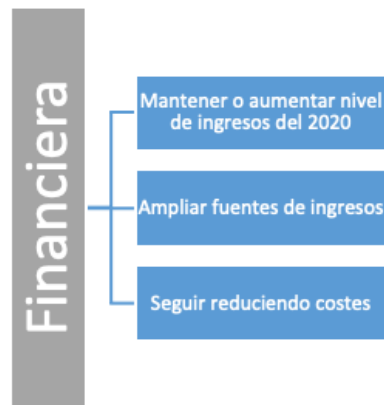 Financiera
Mantener o aumentar nivel
de ingresos del 2020
Ampliar fuentes de ingresos
Seguir reduciendo costes